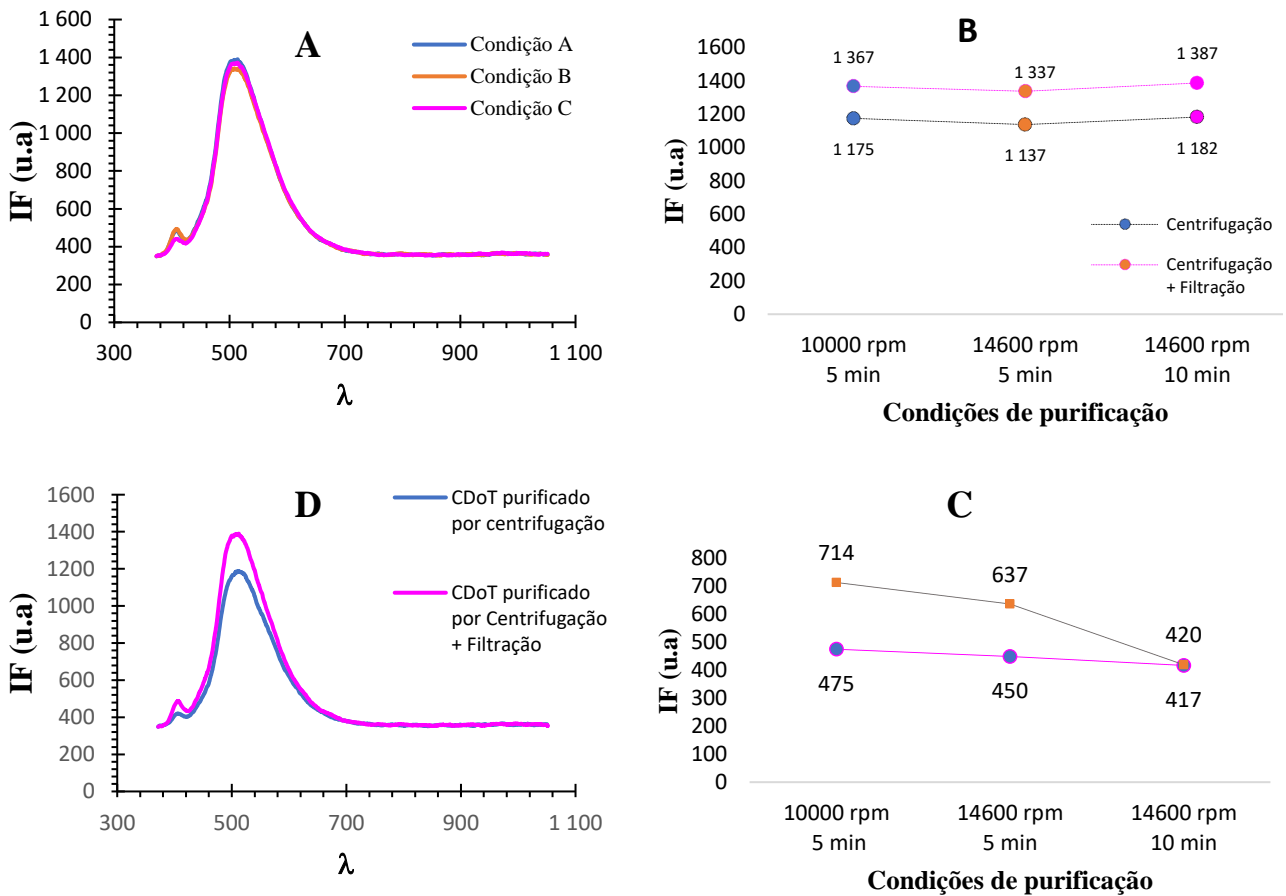 A
1 600
1 400
1 200
1 000
800
600
400
200
0
IF (u.a)
300
500
700
900
1 100
λ
Condição A
Condição B
Condição C
B
1600
1400
1200
1000
800
600
400
200
0
IF (u.a)
1 367
1 337
1 387
1 175
1 137
1 182
Centrifugação
Centrifugação
+ Filtração
10000 rpm
5 min
14600 rpm
5 min
14600 rpm
10 min
Condições de purificação
D
1600
1400
1200
1000
800
600
400
200
0
IF (u.a)
300
500
700
900
1 100
λ
CDoT purificado
por centrifugação
CDoT purificado
por Centrifugação
+ Filtração
C
800
700
600
500
400
300
200
100
0
IF (u.a)
714
637
420
475
450
417
10000 rpm
5 min
14600 rpm
5 min
14600 rpm
10 min
Condições de purificação